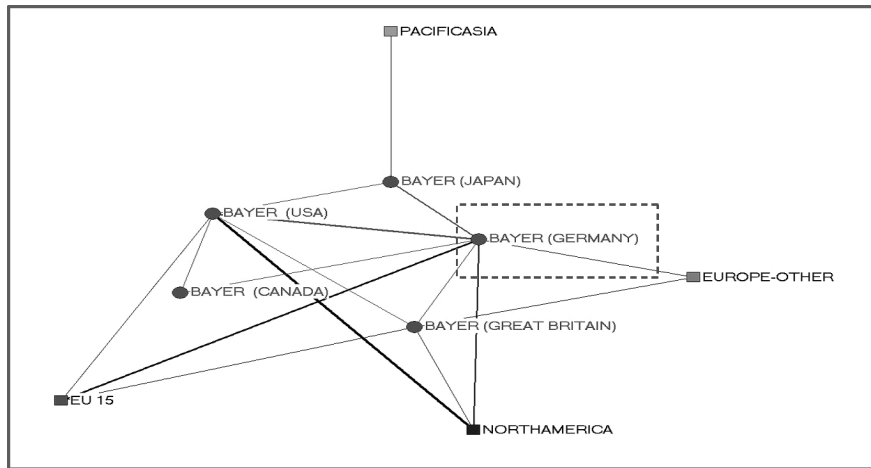 PACIFICASIA
BAYER (JAPAN)
BAYER (USA)
BAYER (GERMANY)
EUROPE-OTHER
BAYER (CANADA)
BAYER (GREAT BRITAIN)
EU 15
NORTHAMERICA